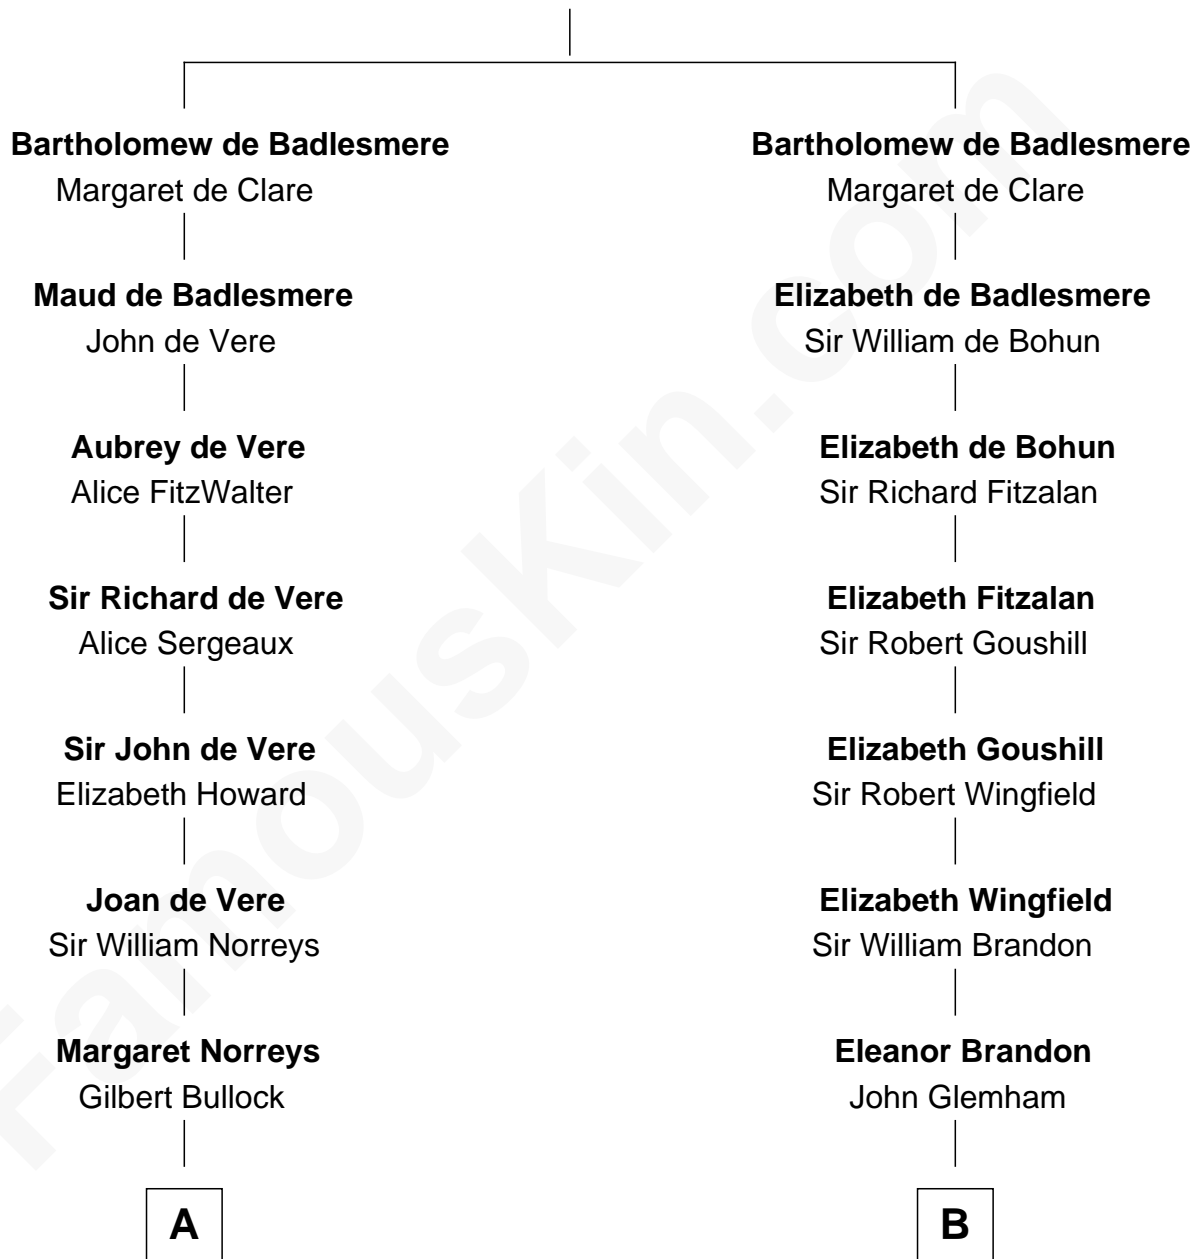 Bartholomew de Badlesmere
Margaret de Clare
Maud de Badlesmere
John de Vere
Aubrey de Vere
Alice FitzWalter
Sir Richard de Vere
Alice Sergeaux
Sir John de Vere
Elizabeth Howard
Joan de Vere
Sir William Norreys
Margaret Norreys
Gilbert Bullock
A
Bartholomew de Badlesmere
Margaret de Clare
Elizabeth de Badlesmere
Sir William de Bohun
Elizabeth de Bohun
Sir Richard Fitzalan
Elizabeth Fitzalan
Sir Robert Goushill
Elizabeth Goushill
Sir Robert Wingfield
Elizabeth Wingfield
Sir William Brandon
Eleanor Brandon
John Glemham
B
FamousKin.com